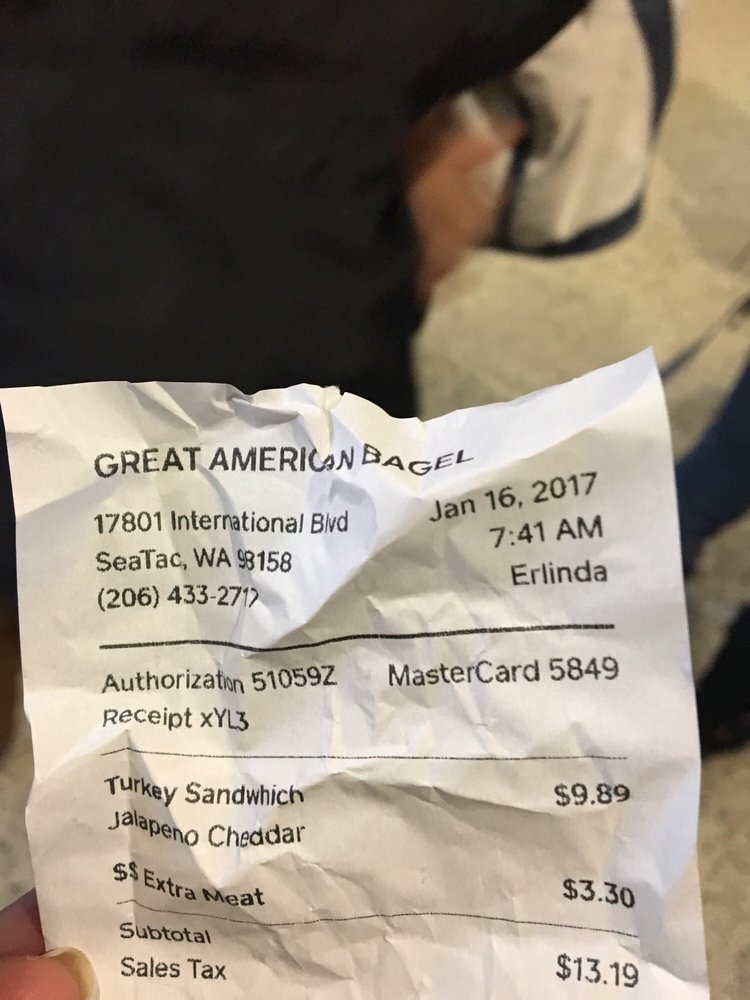 GREAT AMERICAN BAGEL
17801 International Blvd
SeaTac, WA 98158
(206) 433-2712
Jan 16, 2017
7:41 AM
Erlinda
Authorization 51059Z MasterCard 5849
Receipt xYL3
Turkey Sandwhich $9.89
Jalapeno Cheddar
$$ Extra Meat $3.30
Subtotal $13.19
Sales Tax